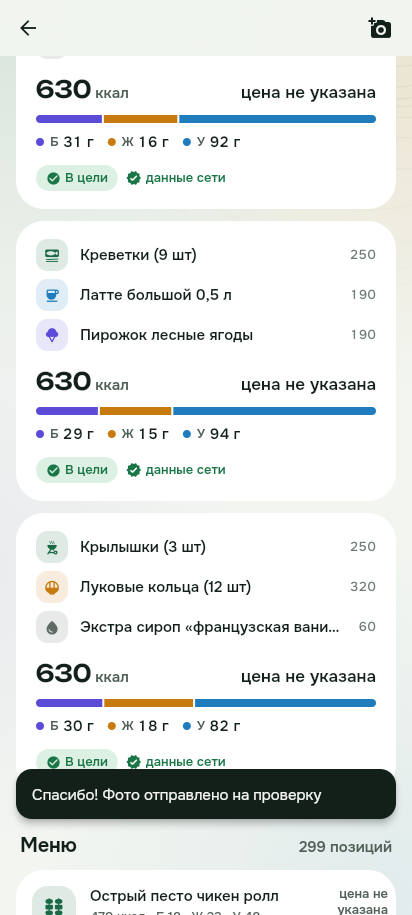 630 ккал цена не указана
Б 31 г Ж 16 г У 92 г
В цели данные сети
Креветки (9 шт) 250
Латте большой 0,5 л 190
Пирожок лесные ягоды 190
630 ккал цена не указана
Б 29 г Ж 15 г У 94 г
В цели данные сети
Крылышки (3 шт) 250
Луковые кольца (12 шт) 320
Экстра сироп «французская вани... 60
630 ккал цена не указана
Б 30 г Ж 18 г У 82 г
В цели данные сети
Спасибо! Фото отправлено на проверку
Меню 299 позиций
Острый песто чикен ролл цена не
указана